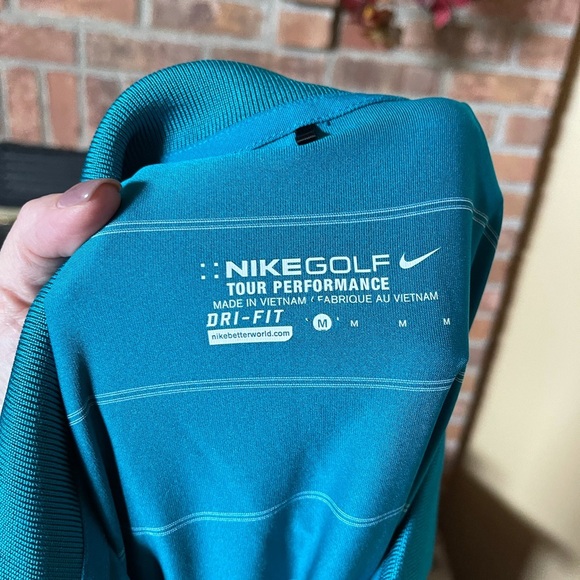 NIKEGOLF
TOUR PERFORMANCE
MADE IN VIETNAM / FABRIQUE AU VIETNAM
DRI-FIT M M M M
nikebetterworld.com